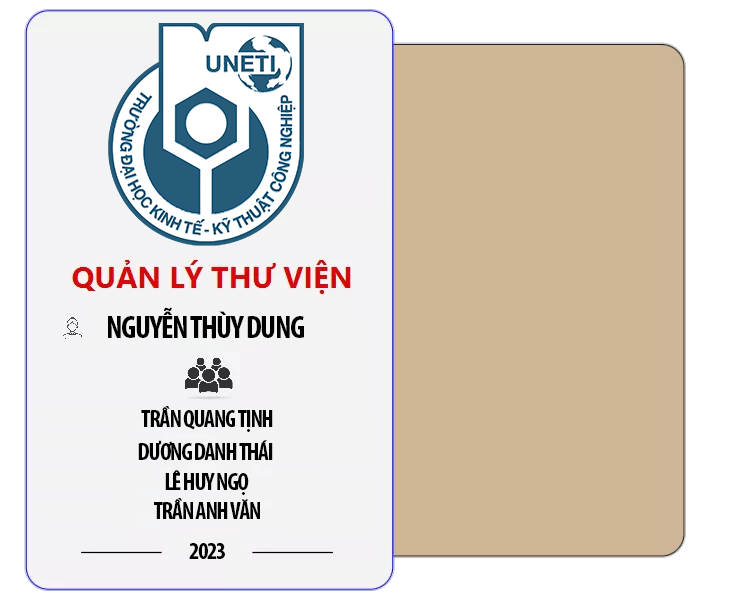 UNETI
TRƯỜNG ĐẠI HỌC KINH TẾ - KỸ THUẬT CÔNG NGHIỆP
QUẢN LÝ THƯ VIỆN
NGUYỄN THÙY DUNG
TRẦN QUANG TỊNH
DƯƠNG DANH THÁI
LÊ HUY NGỌ
TRẦN ANH VĂN
2023